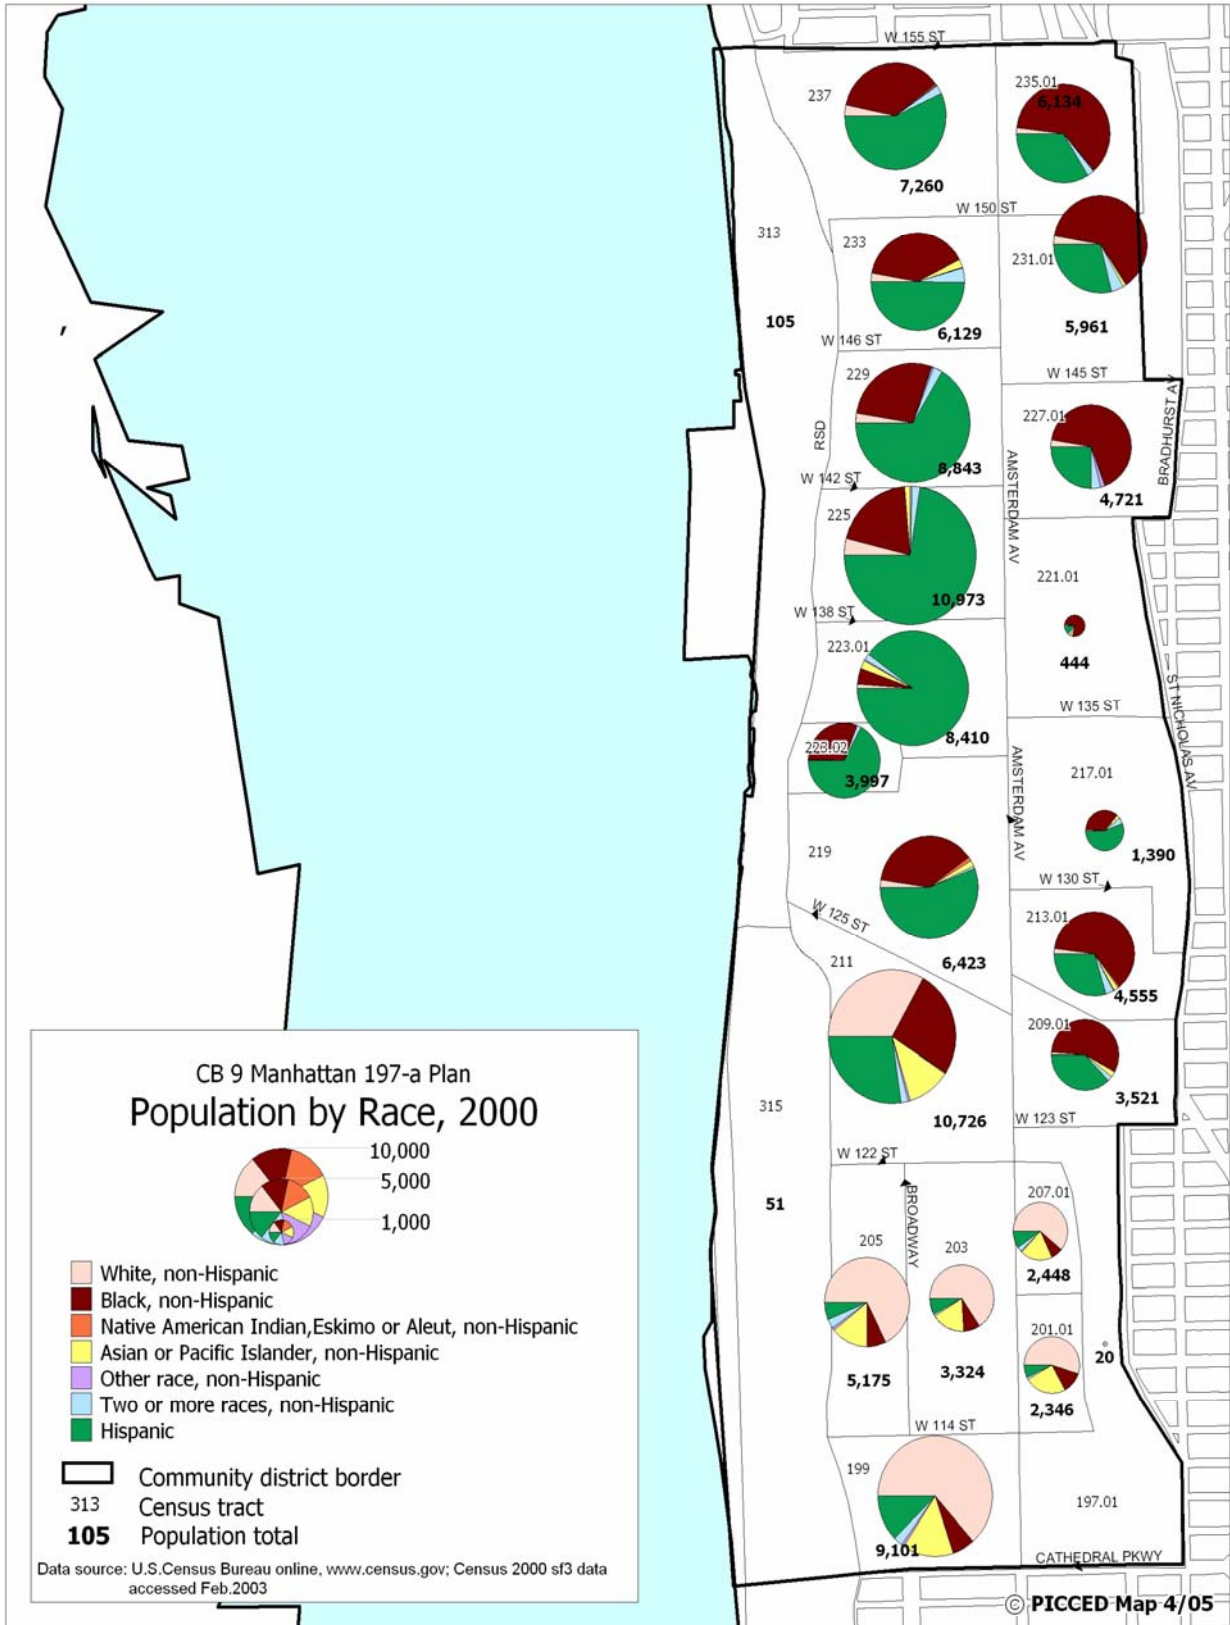 W 155 ST
237
235.01
6,134
7,260
W 150 ST
313
233
231.01
105
6,129
5,961
W 146 ST
W 145 ST
229
227.01
BRADHURST AV
RSD
8,843
AMSTERDAM AV
4,721
W 142 ST
225
221.01
10,973
W 138 ST
223.01
444
ST NICHOLAS AV
W 135 ST
8,410
223.02
3,997
AMSTERDAM AV
217.01
219
1,390
W 130 ST
W 125 ST
213.01
6,423
211
4,555
209.01
3,521
315
10,726
W 123 ST
W 122 ST
BROADWAY
207.01
51
205
203
2,448
201.01
20
5,175
3,324
2,346
W 114 ST
199
197.01
9,101
CATHEDRAL PKWY
CB 9 Manhattan 197-a Plan
Population by Race, 2000
10,000
5,000
1,000
White, non-Hispanic
Black, non-Hispanic
Native American Indian,Eskimo or Aleut, non-Hispanic
Asian or Pacific Islander, non-Hispanic
Other race, non-Hispanic
Two or more races, non-Hispanic
Hispanic
Community district border
313 Census tract
105 Population total
Data source: U.S.Census Bureau online, www.census.gov; Census 2000 sf3 data
accessed Feb.2003
© PICCED Map 4/05